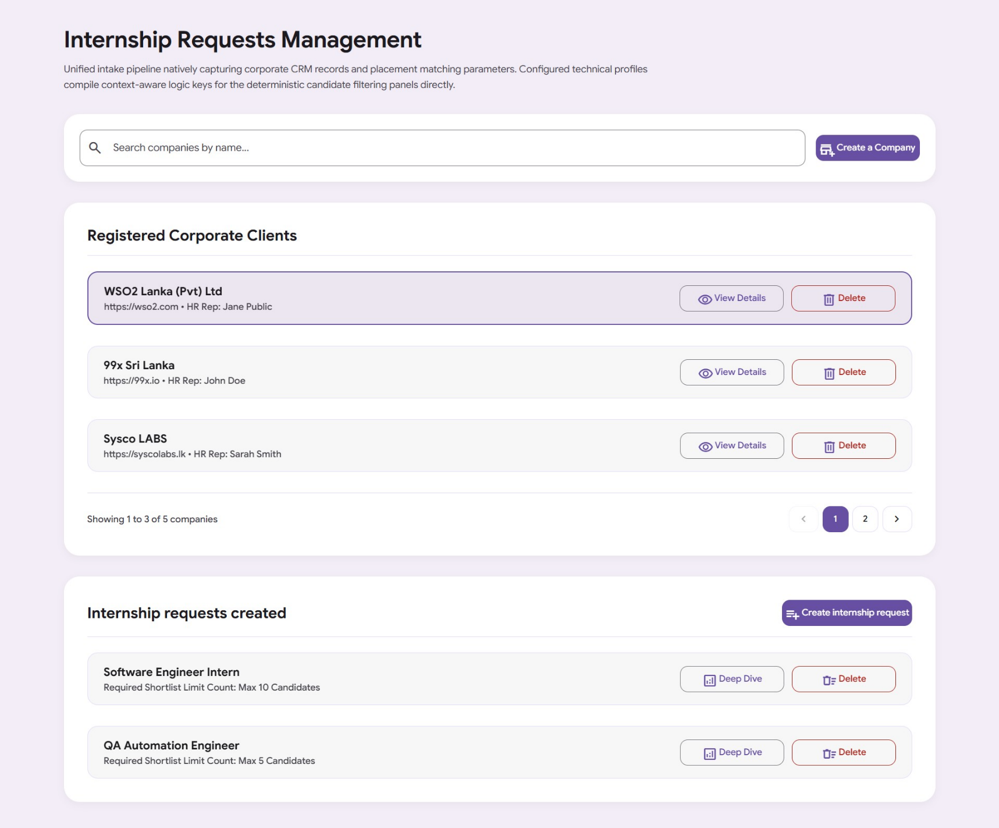 Internship Requests Management
Unified intake pipeline natively capturing corporate CRM records and placement matching parameters. Configured technical profiles
compile context-aware logic keys for the deterministic candidate filtering panels directly.
Search companies by name...
Create a Company
Registered Corporate Clients
WSO2 Lanka (Pvt) Ltd
https://wso2.com • HR Rep: Jane Public
View Details
Delete
99x Sri Lanka
https://99x.io • HR Rep: John Doe
View Details
Delete
Sysco LABS
https://syscolabs.lk • HR Rep: Sarah Smith
View Details
Delete
Showing 1 to 3 of 5 companies
1
2
Internship requests created
Create internship request
Software Engineer Intern
Required Shortlist Limit Count: Max 10 Candidates
Deep Dive
Delete
QA Automation Engineer
Required Shortlist Limit Count: Max 5 Candidates
Deep Dive
Delete